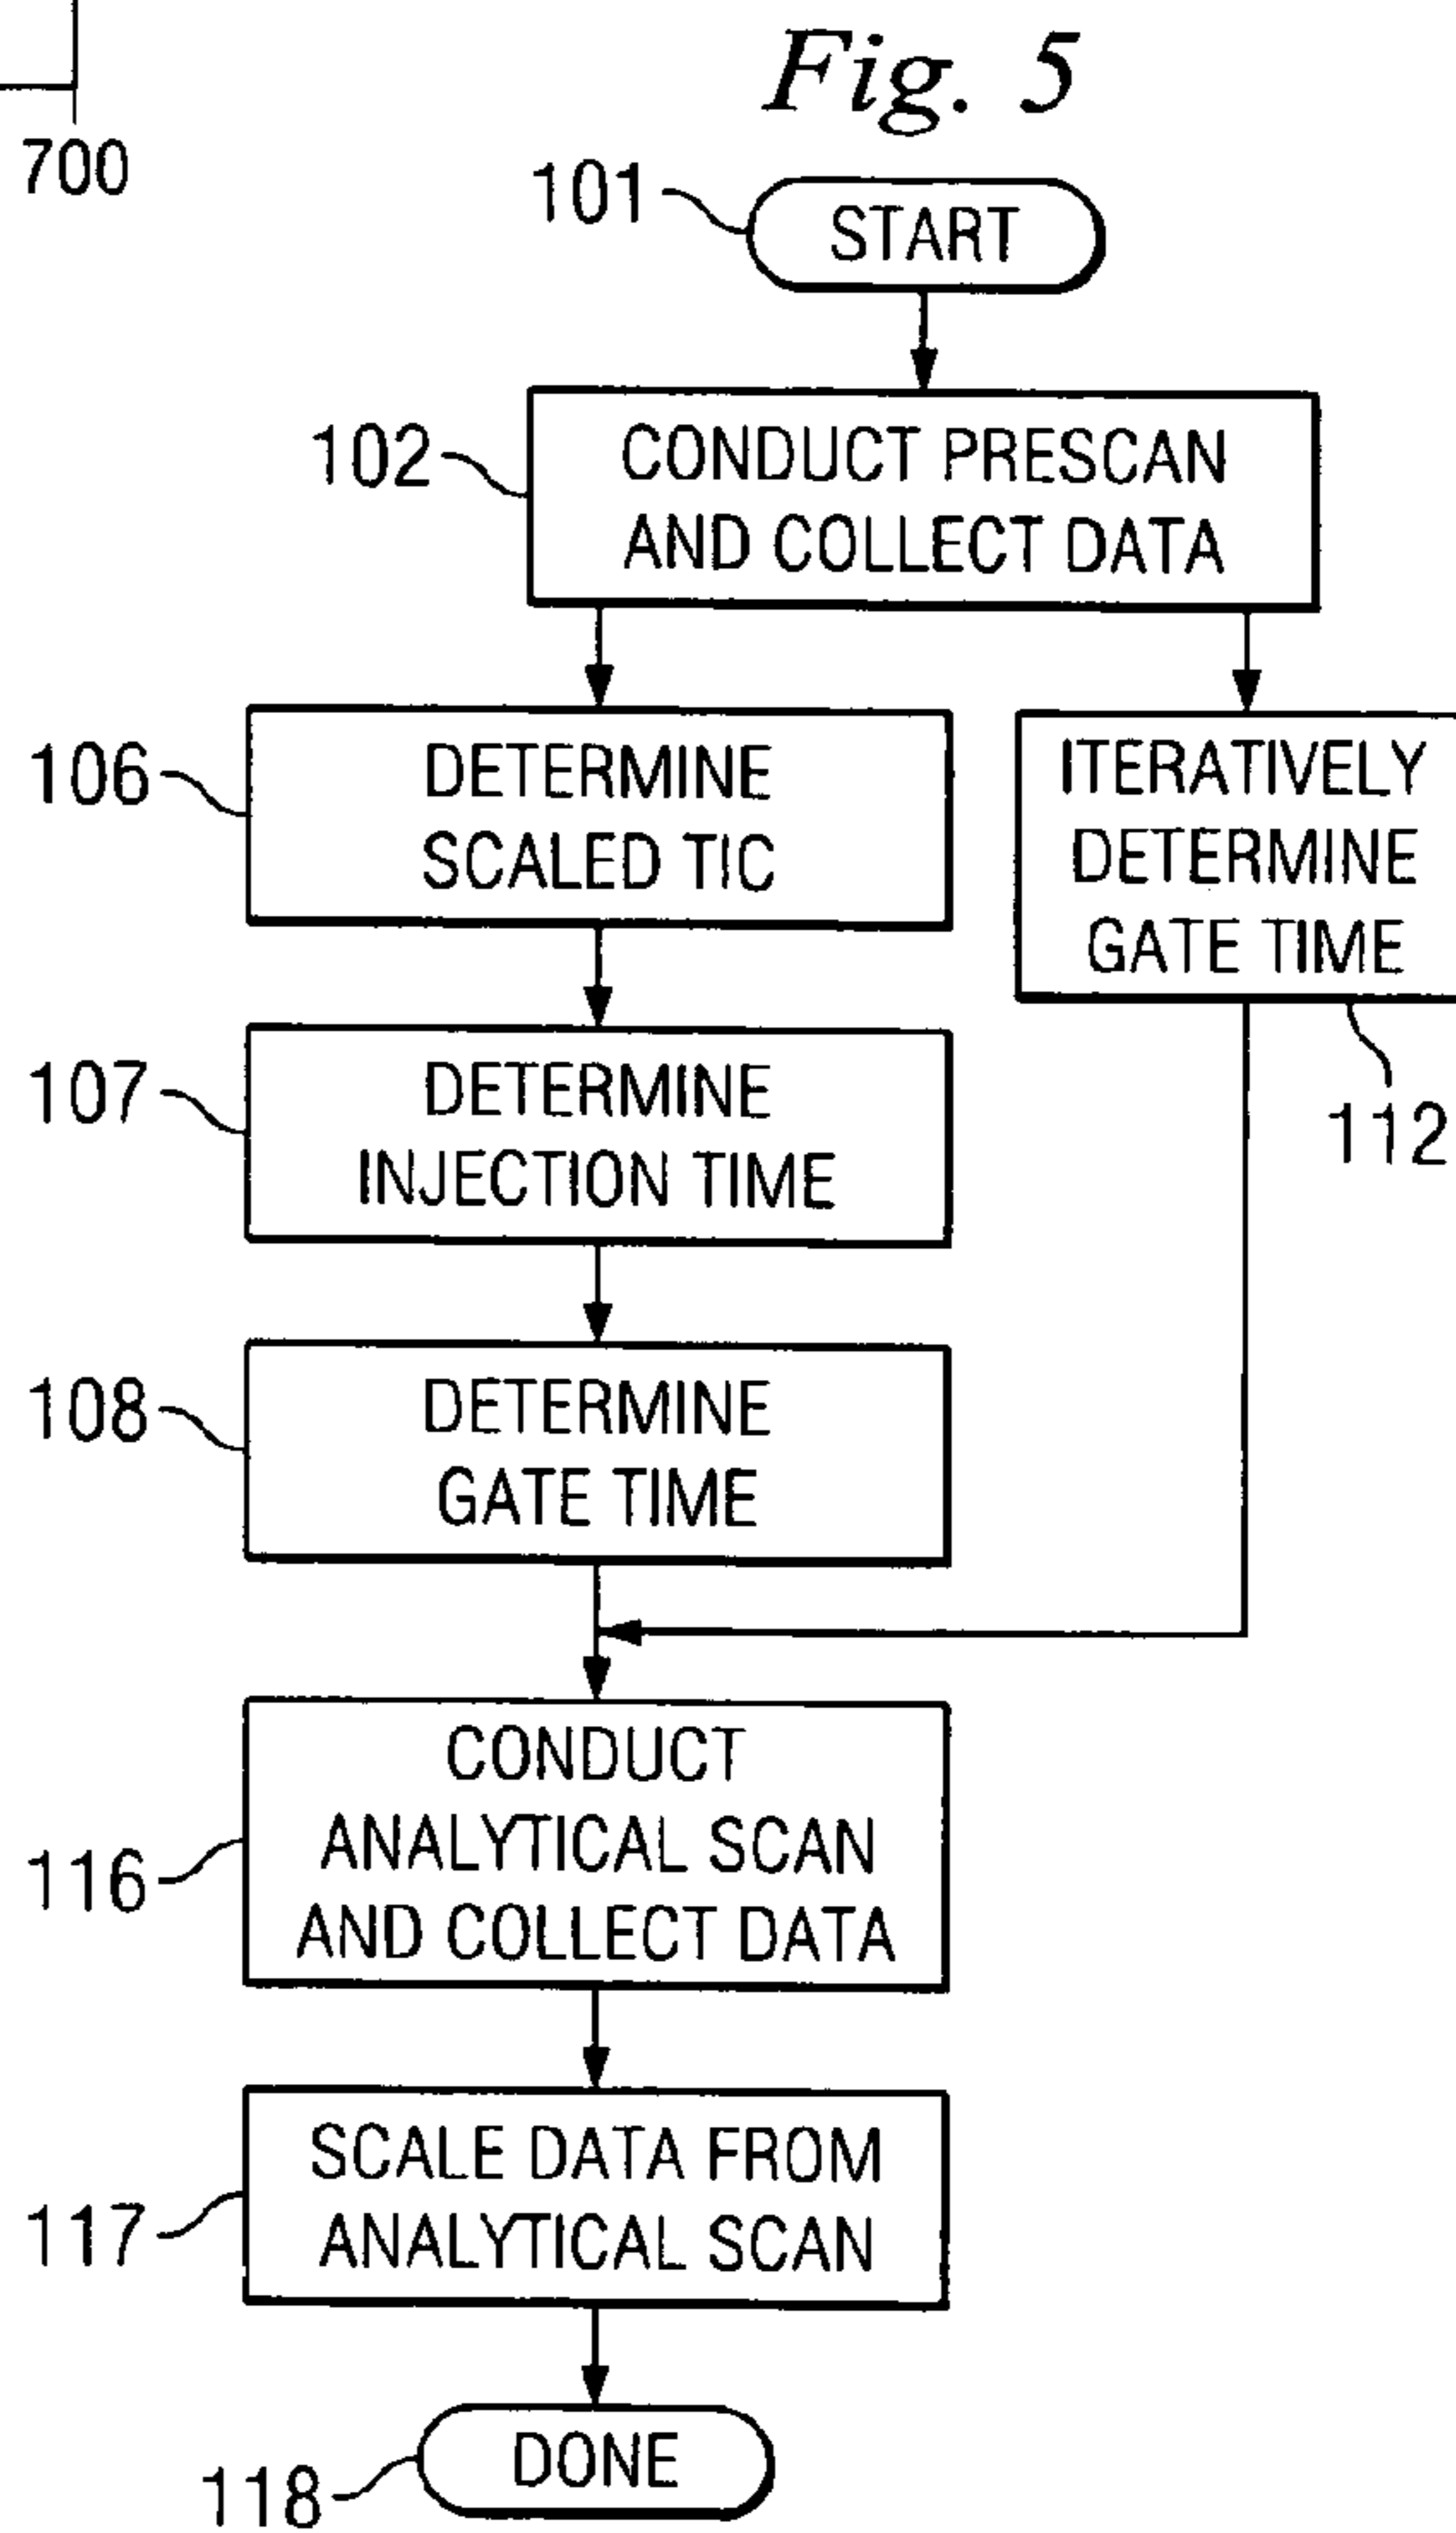 Fig. 5
700
101
START
102
CONDUCT PRESCAN
AND COLLECT DATA
106
DETERMINE
SCALED TIC
ITERATIVELY
DETERMINE
GATE TIME
112
107
DETERMINE
INJECTION TIME
108
DETERMINE
GATE TIME
116
CONDUCT
ANALYTICAL SCAN
AND COLLECT DATA
117
SCALE DATA FROM
ANALYTICAL SCAN
118
DONE